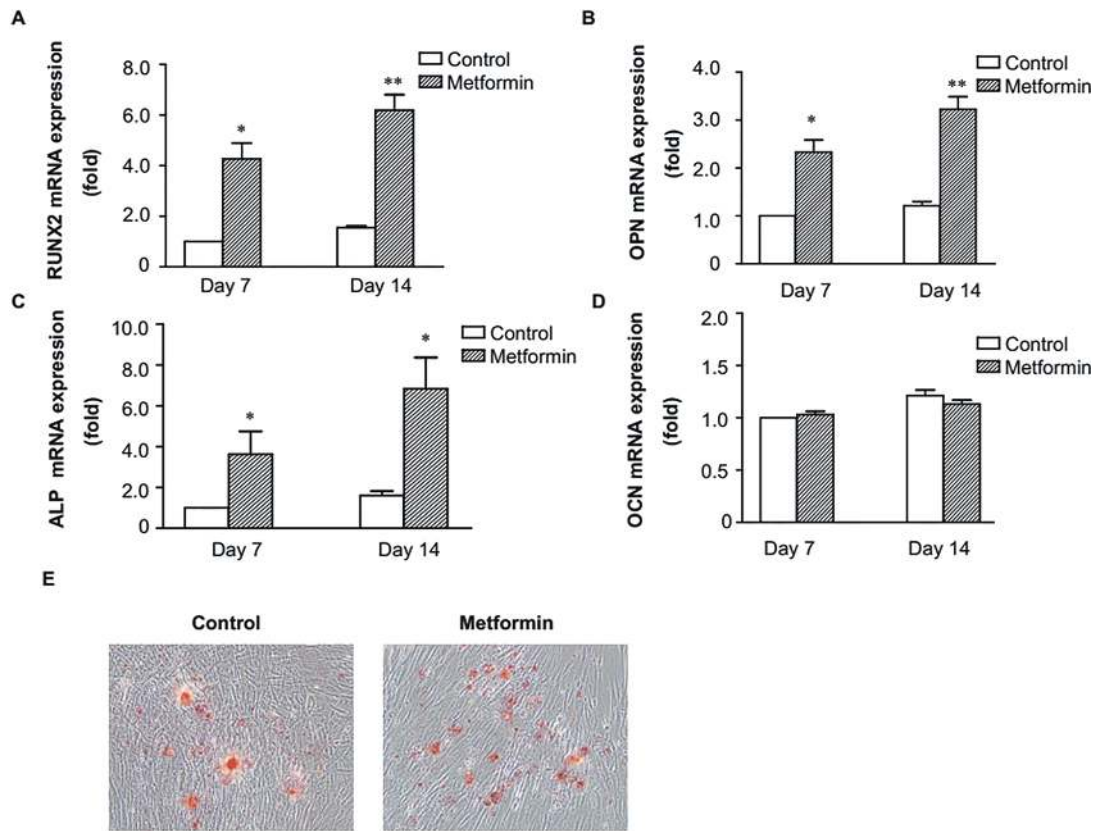 A
RUNX2 mRNA expression
(fold)
8.0
6.0
4.0
2.0
0
*
**
Control
Metformin
Day 7
Day 14
B
OPN mRNA expression
(fold)
4.0
3.0
2.0
1.0
0
*
**
Control
Metformin
Day 7
Day 14
C
ALP mRNA expression
(fold)
10.0
8.0
6.0
4.0
2.0
0
*
*
Control
Metformin
Day 7
Day 14
D
OCN mRNA expression
(fold)
2.0
1.5
1.0
0.5
0
Control
Metformin
Day 7
Day 14
E
Control
Metformin